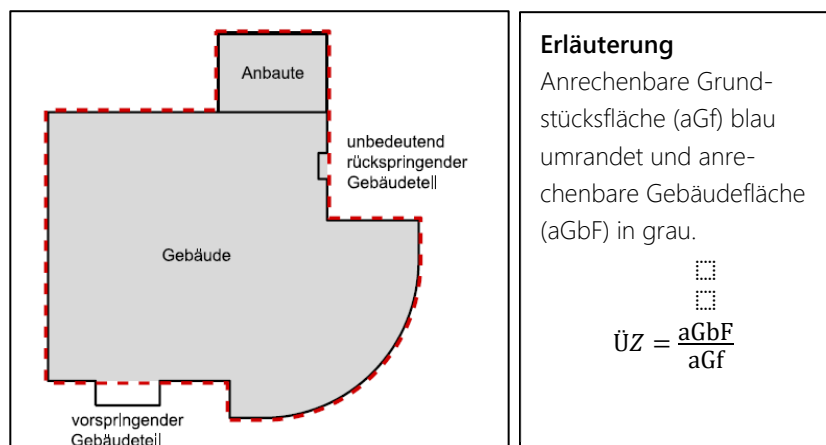 Anbaute
unbedeutend
rückspringender
Gebäudeteil
Gebäude
vorspringender
Gebäudeteil
Erläuterung
Anrechenbare Grund-
stücksfläche (aGf) blau
umrandet und anre-
chenbare Gebäudefläche
(aGbF) in grau.
ÜZ = aGbF
aGf